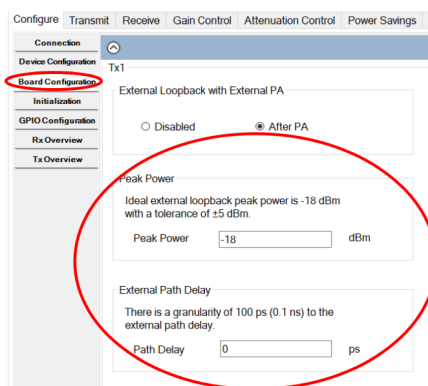 Configure Transmit Receive Gain Control Attenuation Control Power Savings
Connection
Device Configuration
Board Configuration
Initialization
GPIO Configuration
Rx Overview
Tx Overview
Tx1
External Loopback with External PA
Disabled After PA
Peak Power
Ideal external loopback peak power is -18 dBm
with a tolerance of ±5 dBm.
Peak Power -18 dBm
External Path Delay
There is a granularity of 100 ps (0.1 ns) to the
external path delay.
Path Delay 0 ps